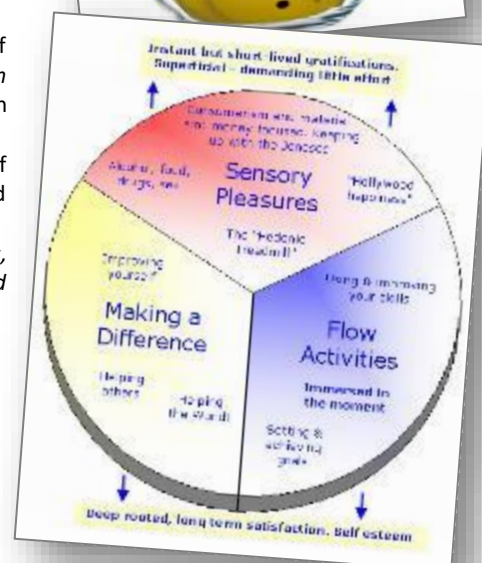 f
n
n
f
d
,
d
Instant but short-lived gratifications.
Superficial – demanding little effort
Consumerism and material
and money focused. Keeping
up with the Joneses
Alcohol, food,
drugs, sex
Sensory
Pleasures
"Hollywood
happiness"
The "Hedonic
Treadmill"
Improving
yourself
Using & improving
your skills
Making a
Difference
Flow
Activities
Helping
others
Helping
the World
Immersed in
the moment
Setting &
achieving
goals
Deep rooted, long term satisfaction. Self esteem